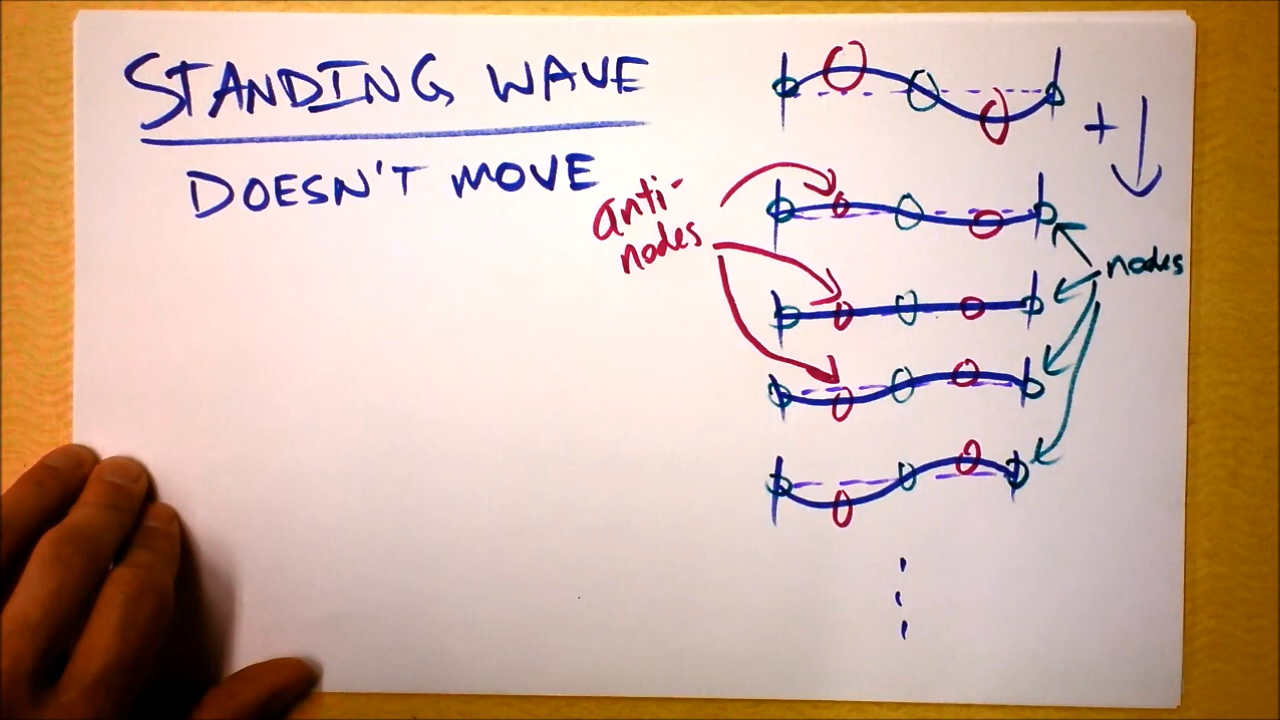 STANDING WAVE
DOESN'T MOVE
+
anti-
nodes
nodes